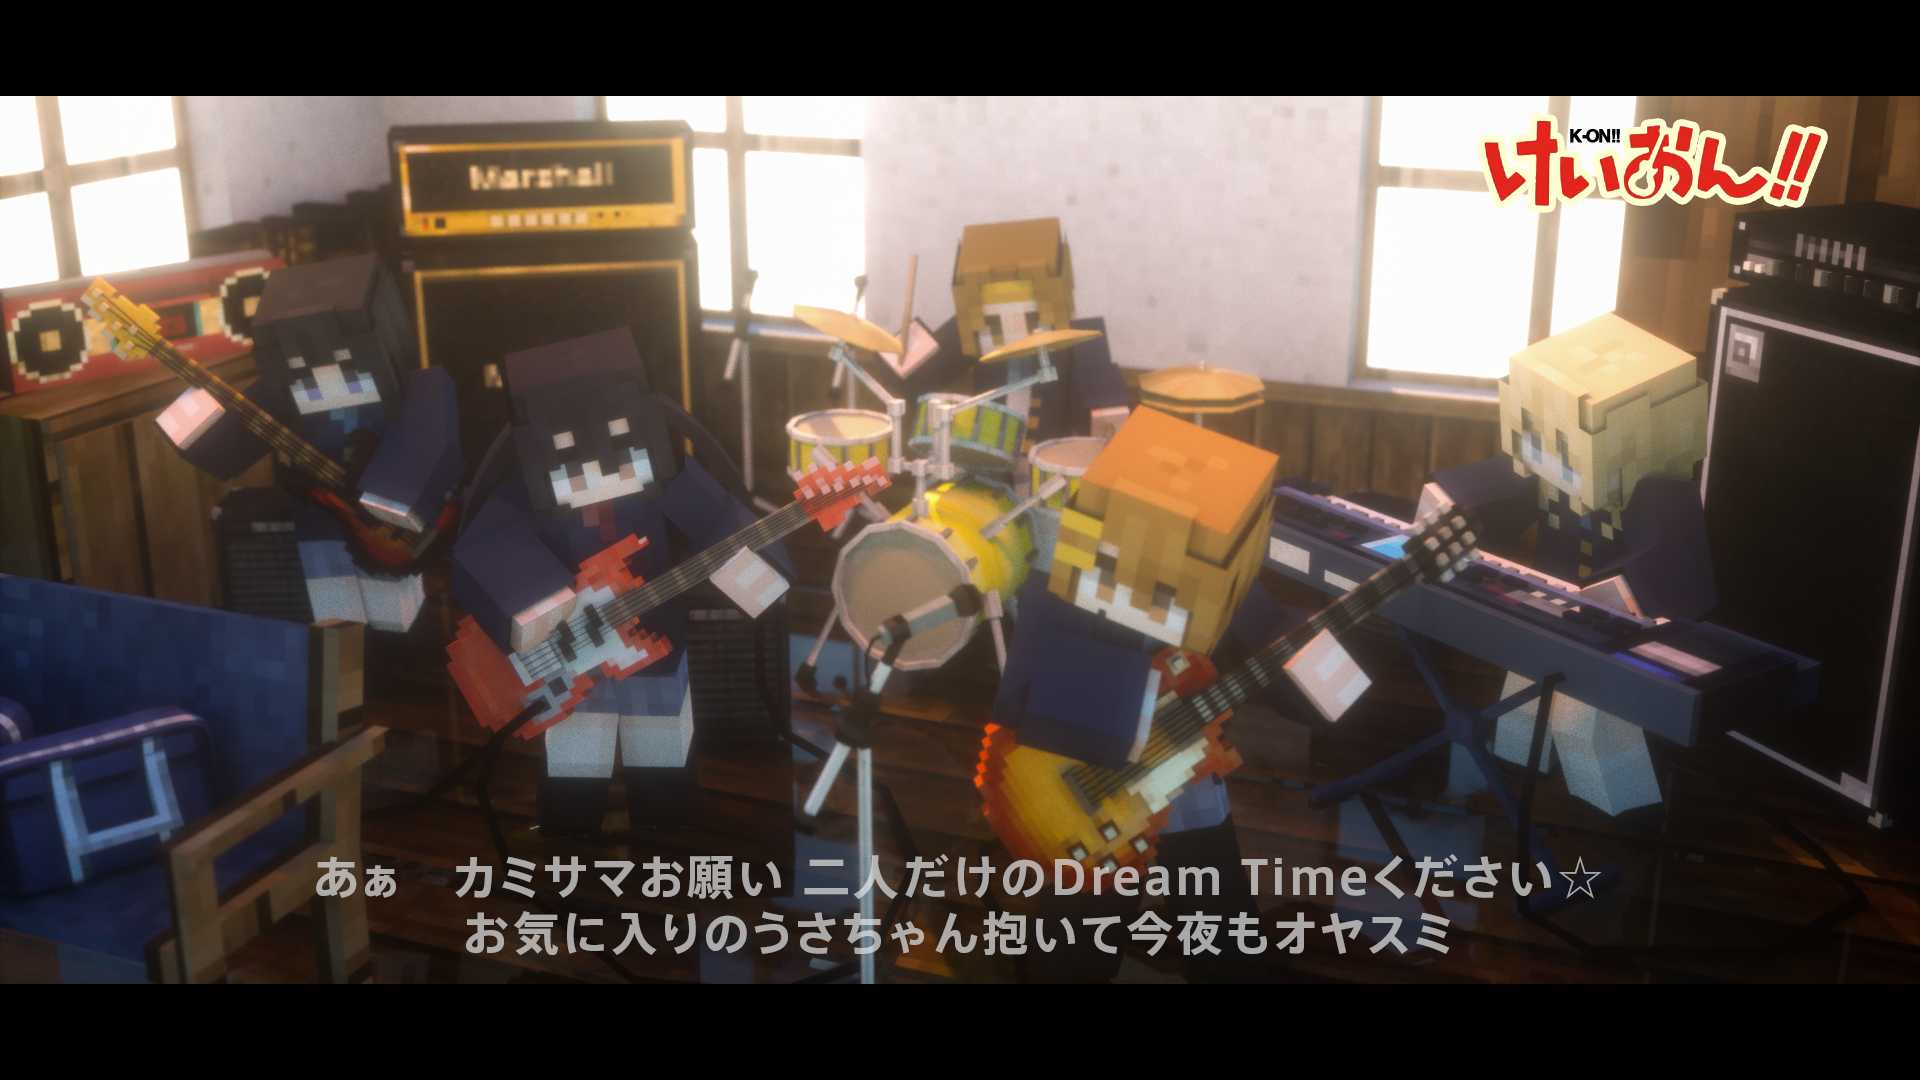 Marshall
K-ON!!
けいおん!!
あぁ　カミサマお願い 二人だけのDream Timeください☆
お気に入りのうさちゃん抱いて今夜もオヤスミ